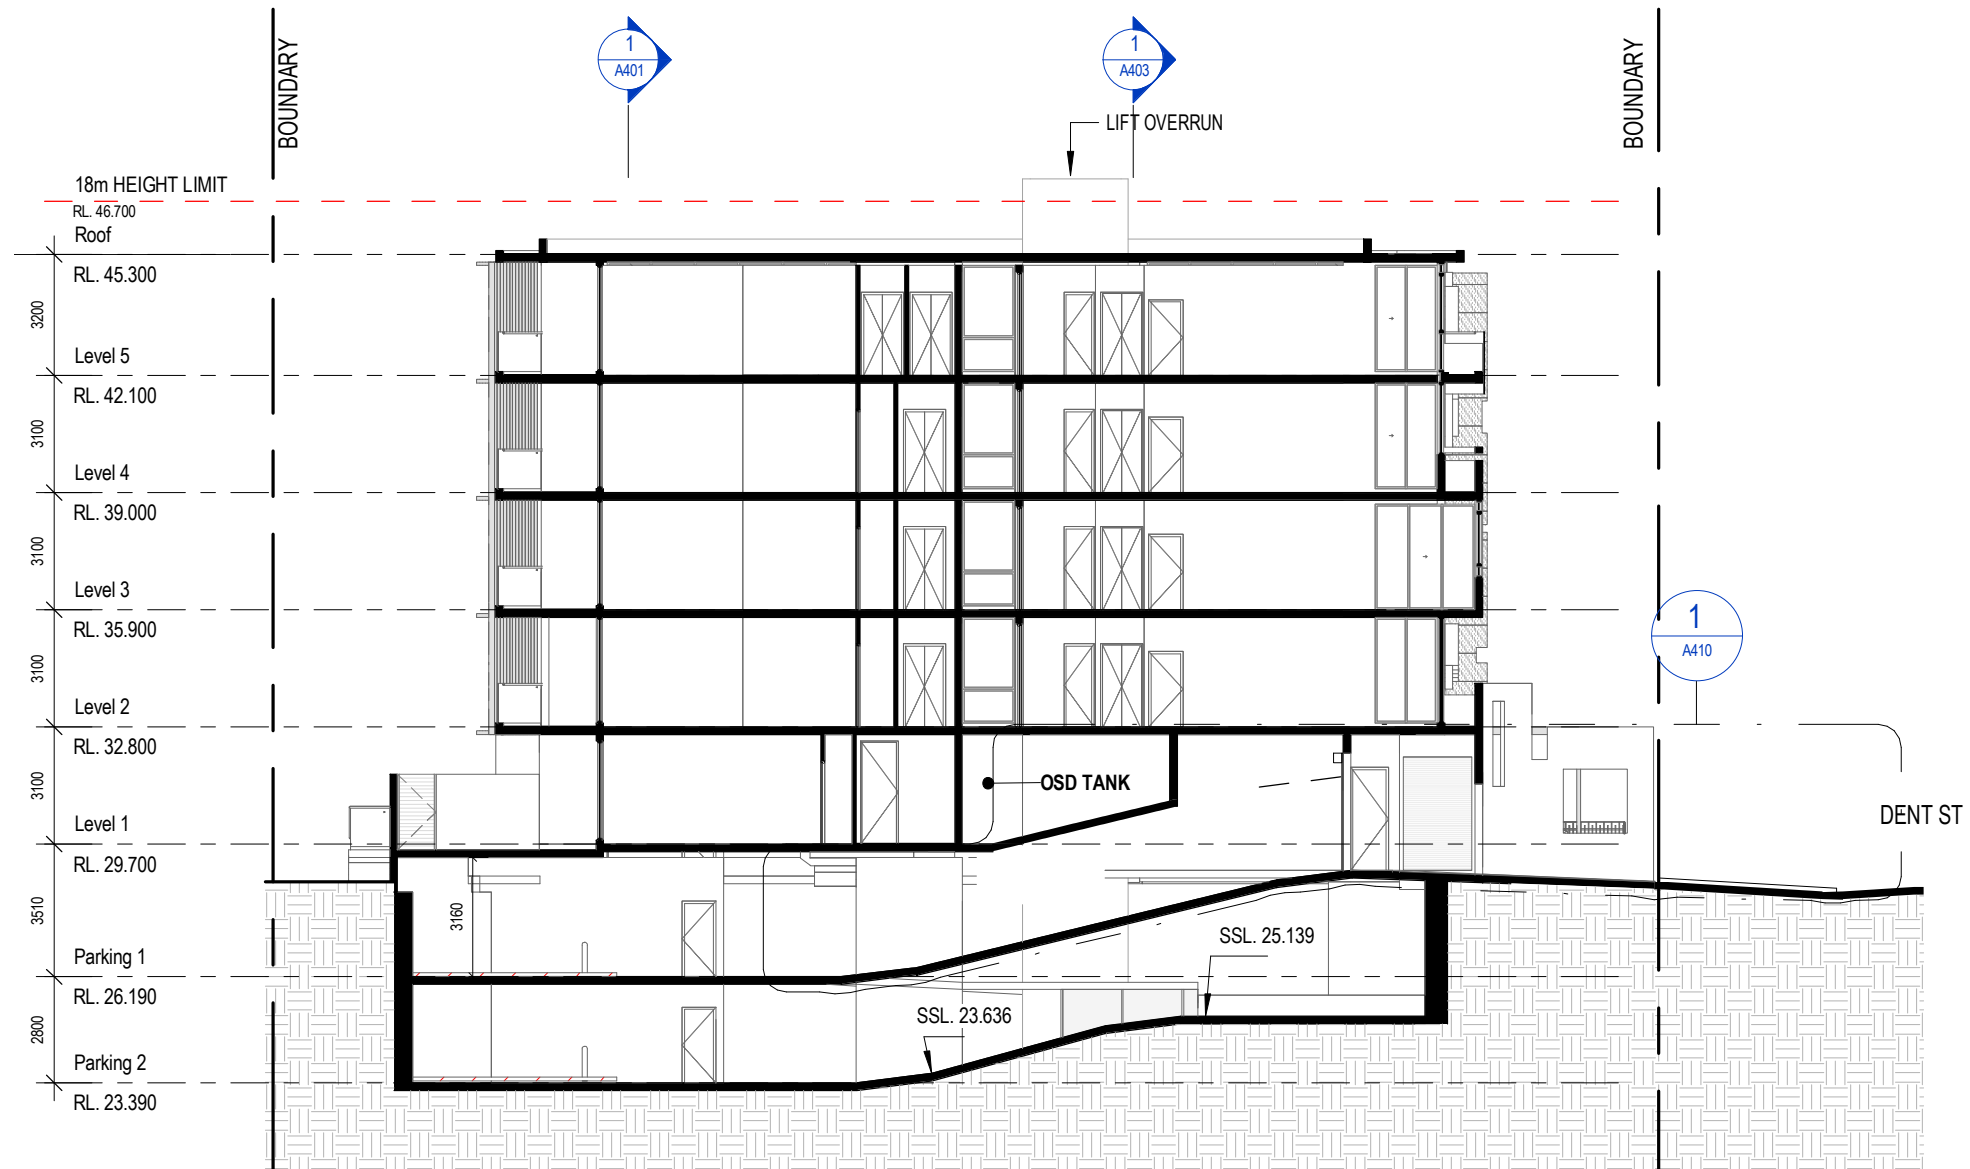 BOUNDARY
1
A401
1
A403
BOUNDARY
LIFT OVERRUN
18m HEIGHT LIMIT
RL. 46.700
Roof
RL. 45.300
3200
Level 5
RL. 42.100
3100
Level 4
RL. 39.000
3100
Level 3
RL. 35.900
3100
Level 2
RL. 32.800
3100
Level 1
RL. 29.700
3510
Parking 1
RL. 26.190
2800
Parking 2
RL. 23.390
1
A410
OSD TANK
DENT ST
3160
SSL. 25.139
SSL. 23.636